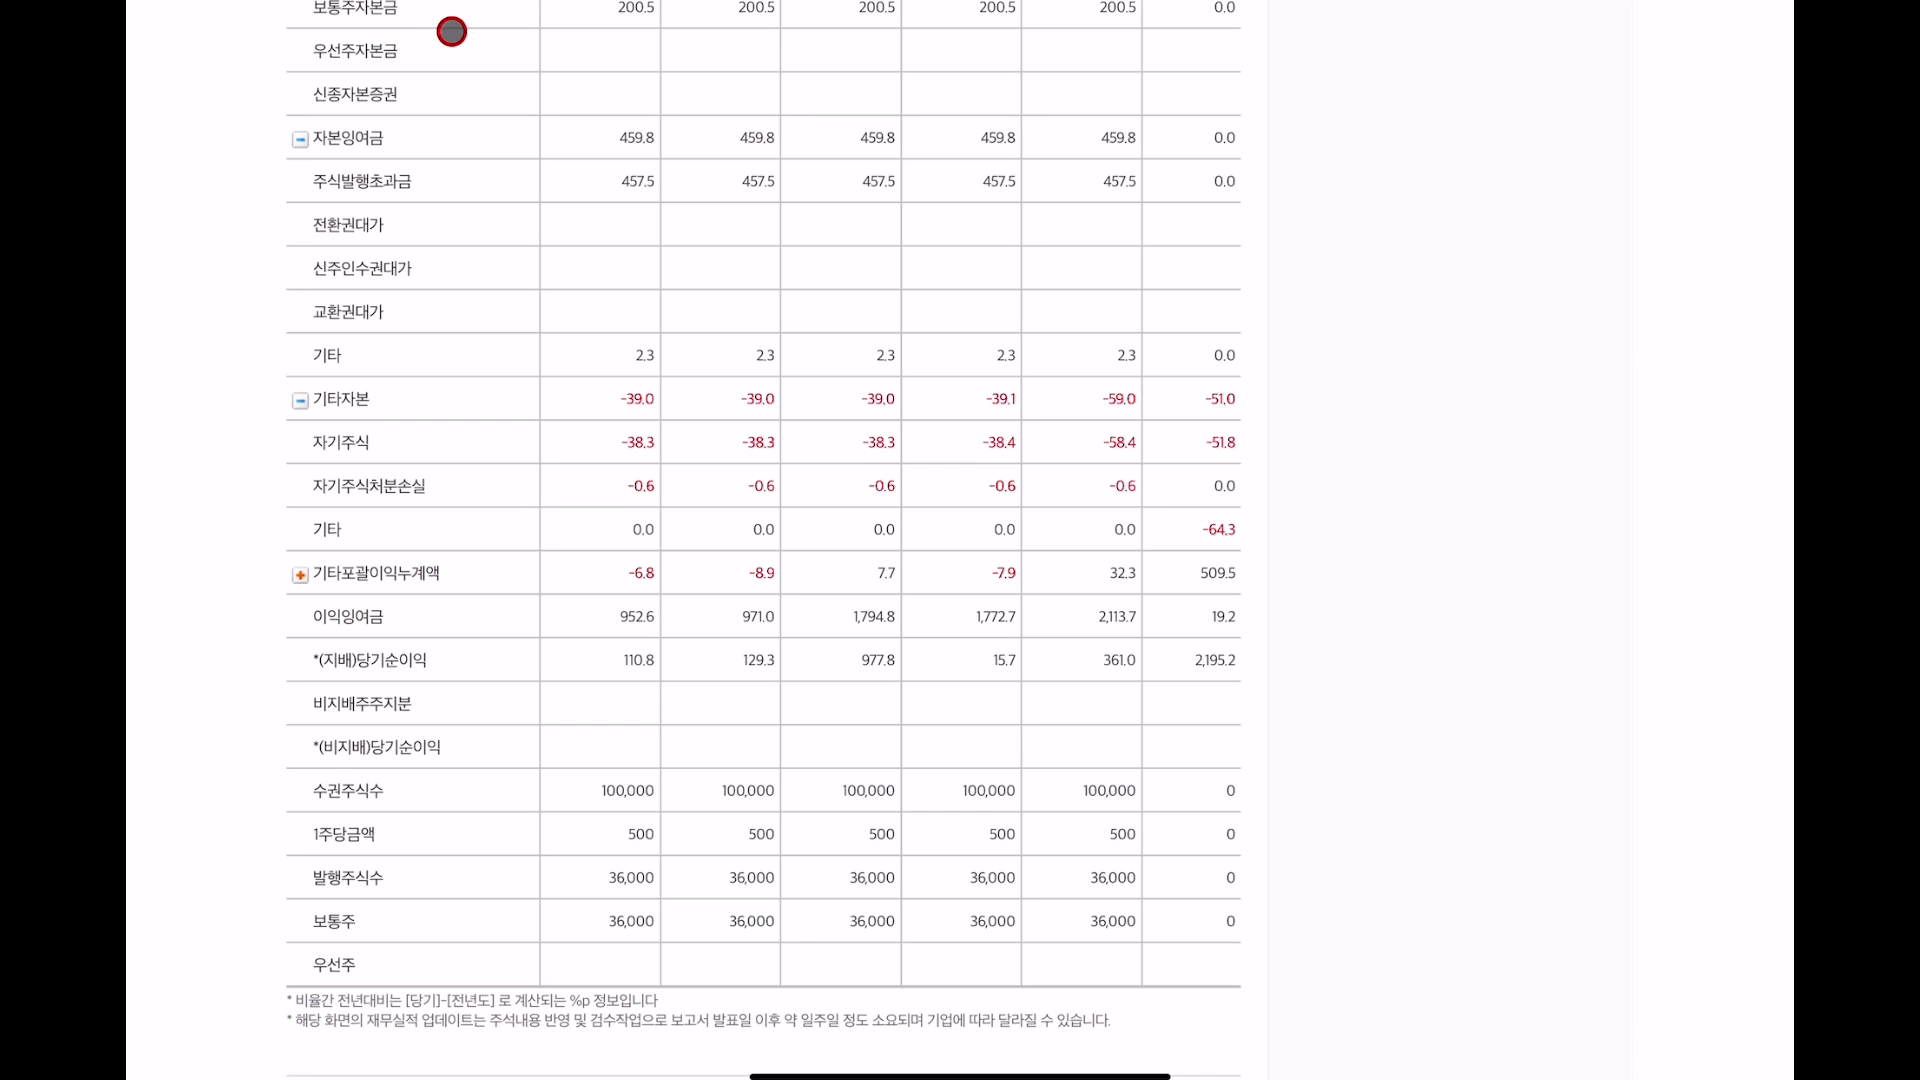 보통주자본금 200.5 200.5 200.5 200.5 200.5 0.0
우선주자본금
신종자본증권
자본잉여금 459.8 459.8 459.8 459.8 459.8 0.0
주식발행초과금 457.5 457.5 457.5 457.5 457.5 0.0
전환권대가
신주인수권대가
교환권대가
기타 2.3 2.3 2.3 2.3 2.3 0.0
기타자본 -39.0 -39.0 -39.0 -39.1 -59.0 -51.0
자기주식 -38.3 -38.3 -38.3 -38.4 -58.4 -51.8
자기주식처분손실 -0.6 -0.6 -0.6 -0.6 -0.6 0.0
기타 0.0 0.0 0.0 0.0 0.0 -64.3
기타포괄이익누계액 -6.8 -8.9 7.7 -7.9 32.3 509.5
이익잉여금 952.6 971.0 1,794.8 1,772.7 2,113.7 19.2
*(지배)당기순이익 110.8 129.3 977.8 15.7 361.0 2,195.2
비지배주주지분
*(비지배)당기순이익
수권주식수 100,000 100,000 100,000 100,000 100,000 0
1주당금액 500 500 500 500 500 0
발행주식수 36,000 36,000 36,000 36,000 36,000 0
보통주 36,000 36,000 36,000 36,000 36,000 0
우선주
* 비율간 전년대비는 [당기]-[전년도] 로 계산되는 %p 정보입니다
* 해당 화면의 재무실적 업데이트는 주석내용 반영 및 검수작업으로 보고서 발표일 이후 약 일주일 정도 소요되며 기업에 따라 달라질 수 있습니다.